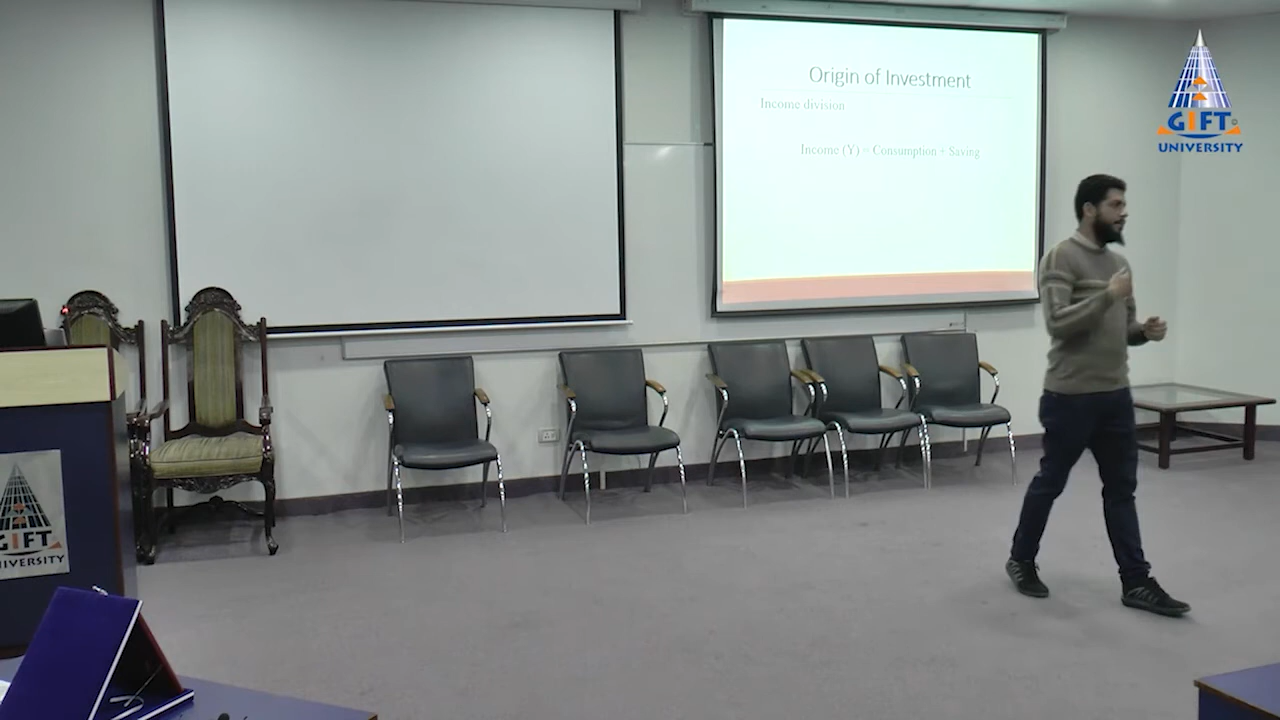 Origin of Investment
Income division
Income (Y) = Consumption + Saving
GIFT
UNIVERSITY
GIFT
UNIVERSITY